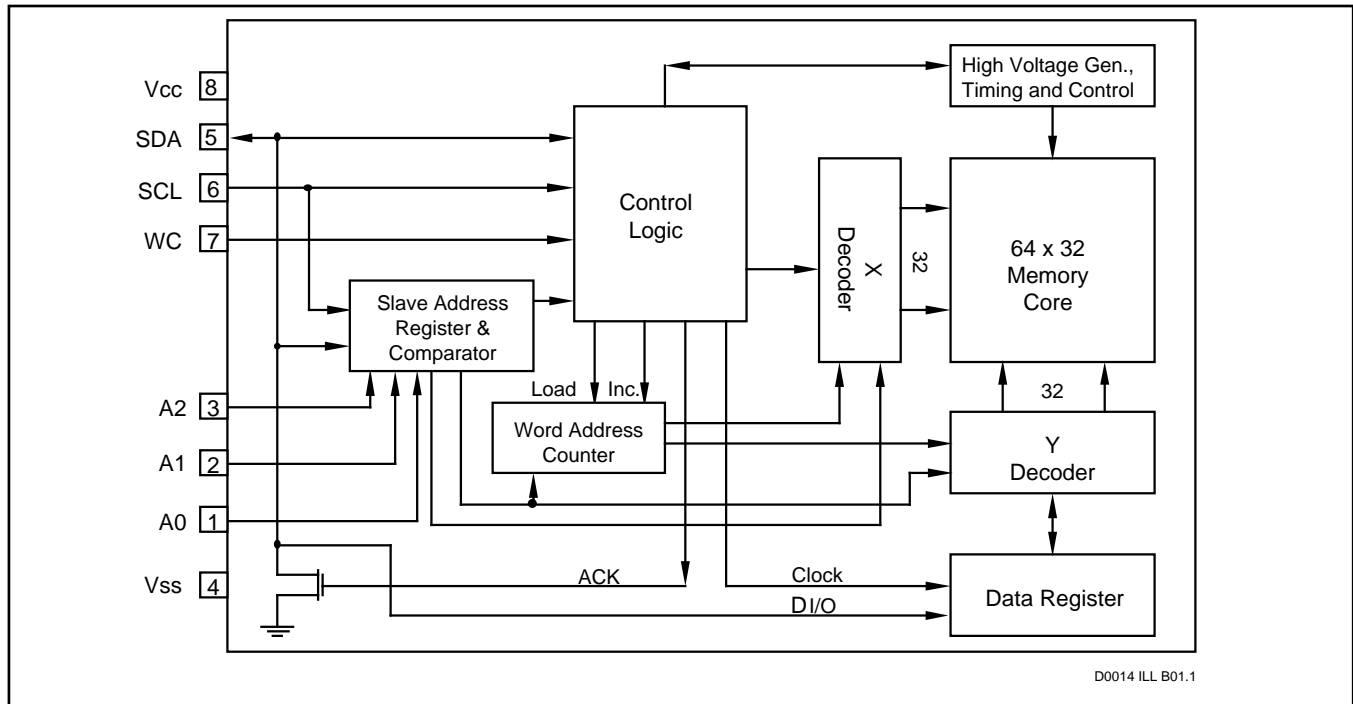 High Voltage Gen.,
Timing and Control
Vcc 8
SDA 5
SCL 6
WC 7
Control
Logic
X
Decoder
32
64 x 32
Memory
Core
Slave Address
Register &
Comparator
Load Inc.
32
A2 3
Word Address
Counter
Y
Decoder
A1 2
A0 1
Vss 4
ACK
Clock
DI/O
Data Register
D0014 ILL B01.1